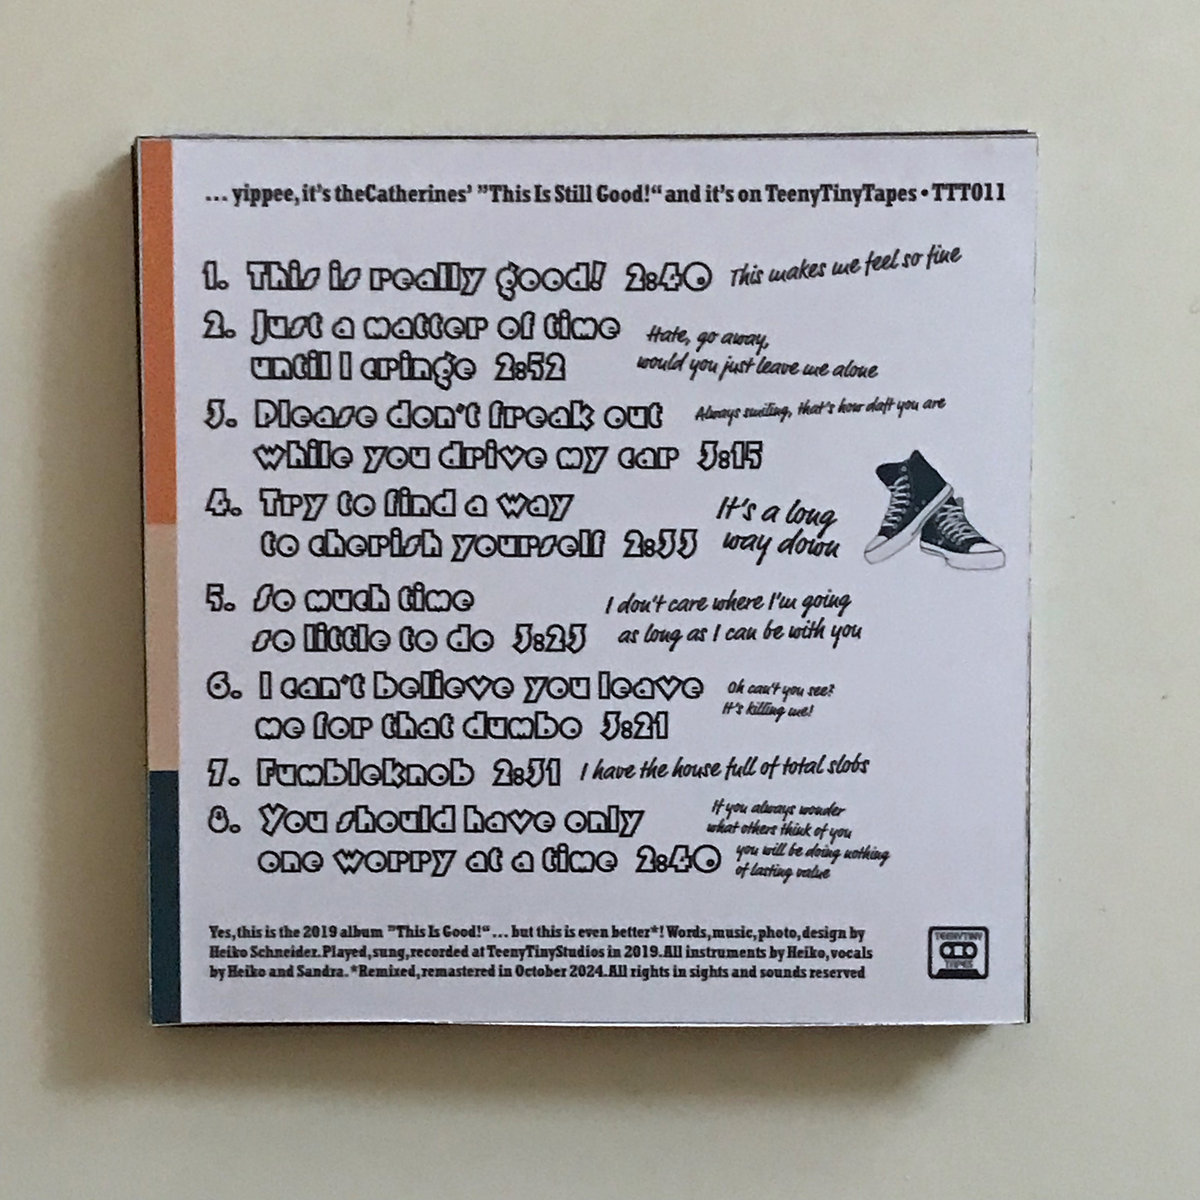 ... yippee, it's theCatherines' ”This Is Still Good!“ and it's on TeenyTinyTapes • TTT011
1. This is really good! 2:40 This makes me feel so fine
2. Just a matter of time
until I cringe 2:52
Hate, go away,
would you just leave me alone
3. Please don't freak out
while you drive my car 3:15
Always smiling, that's how daft you are
4. Try to find a way
to cherish yourself 2:33
It's a long
way down
5. So much time
so little to do 3:23
I don't care where I'm going
as long as I can be with you
6. I can't believe you leave
me for that dumbo 3:21
Oh can't you see?
It's killing me!
7. Fumbleknob 2:31 I have the house full of total slobs
8. You should have only
one worry at a time 2:40
If you always wonder
what others think of you
you will be doing nothing
of lasting value
Yes, this is the 2019 album ”This Is Good!“ ... but this is even better*! Words, music, photo, design by
Heiko Schneider. Played, sung, recorded at TeenyTinyStudios in 2019. All instruments by Heiko, vocals
by Heiko and Sandra. *Remixed, remastered in October 2024. All rights in sights and sounds reserved
TEENYTINY
TAPES